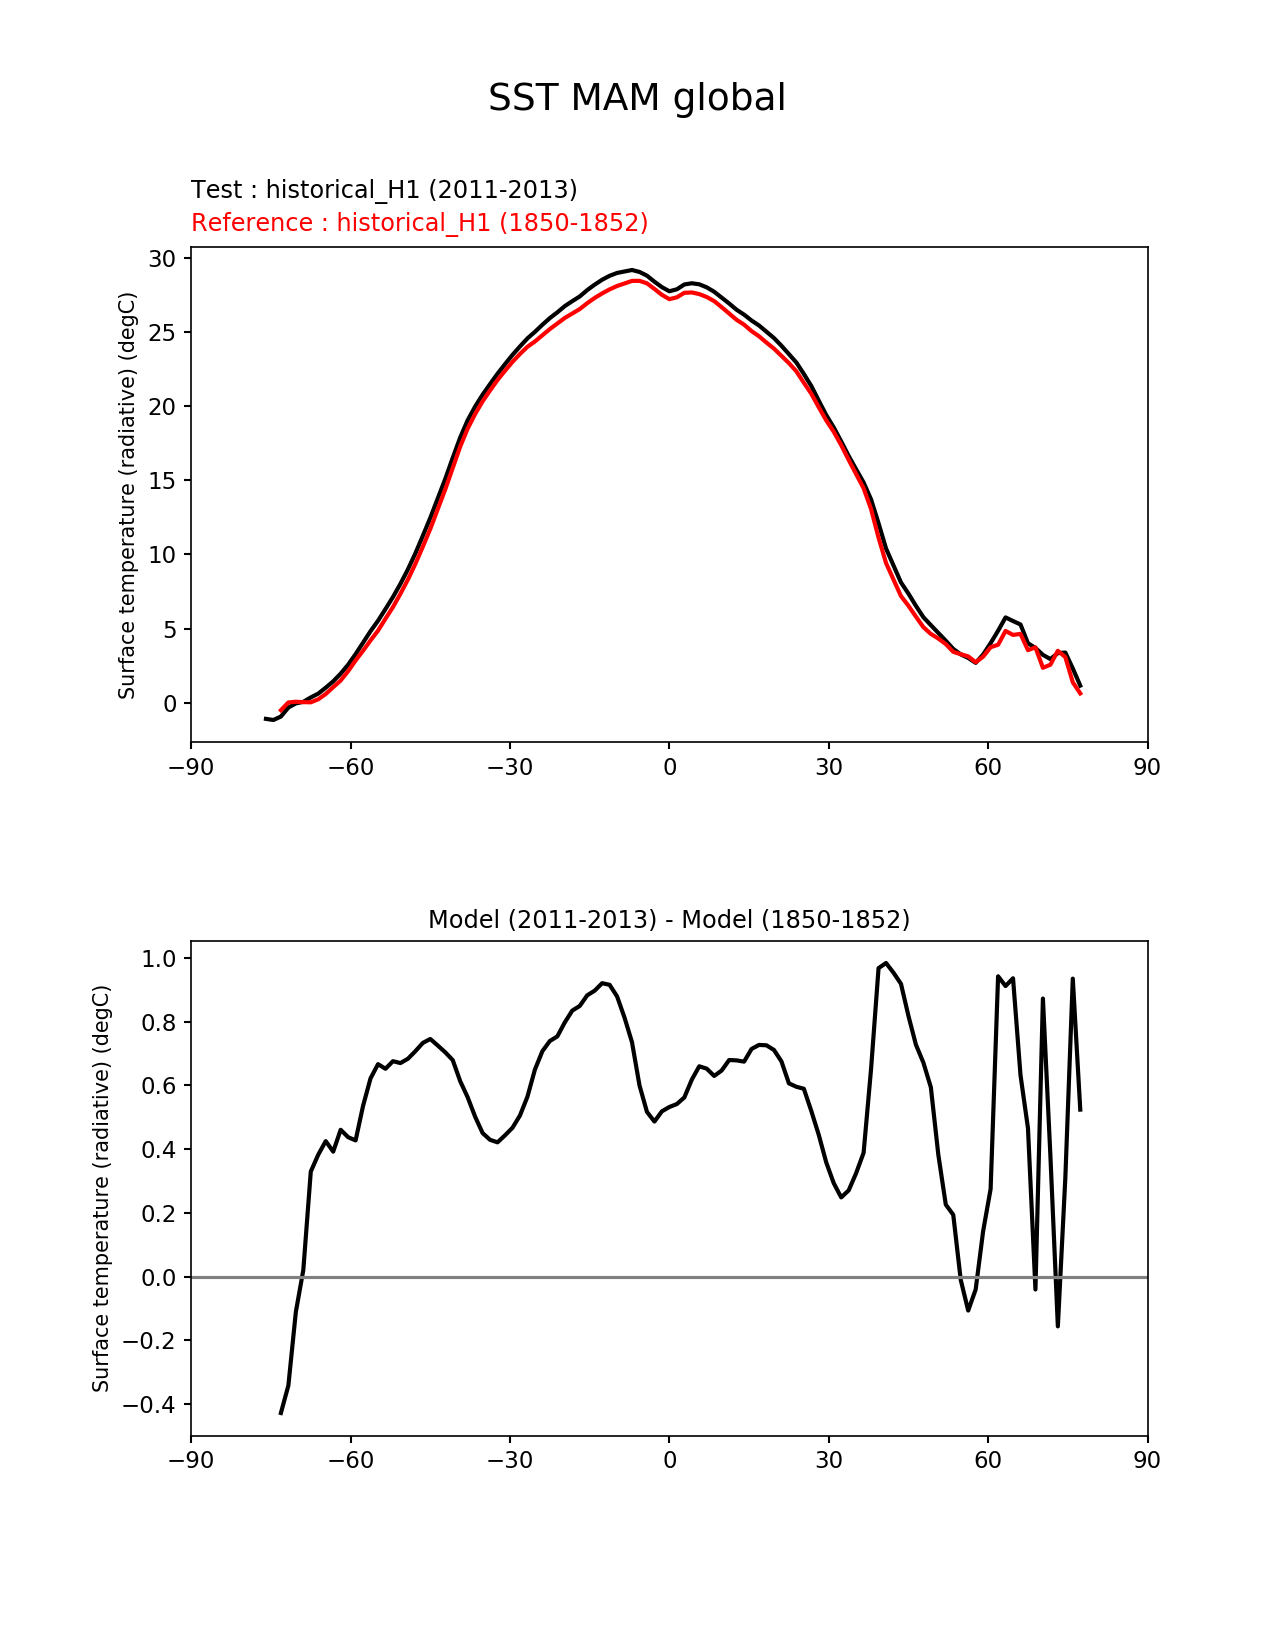 SST MAM global
Test : historical_H1 (2011-2013)
Reference : historical_H1 (1850-1852)
Surface temperature (radiative) (degC)
30
25
20
15
10
5
0
−90 −60 −30 0 30 60 90
Model (2011-2013) - Model (1850-1852)
Surface temperature (radiative) (degC)
1.0
0.8
0.6
0.4
0.2
0.0
−0.2
−0.4
−90 −60 −30 0 30 60 90